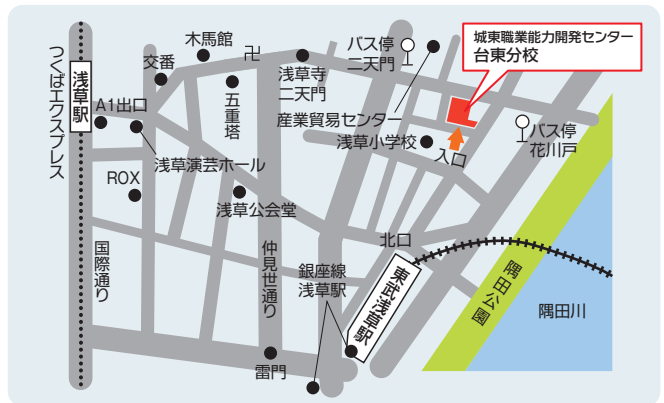 城東職業能力開発センター
台東分校
つくばエクスプレス
浅草駅
A1出口
交番
木馬館
卍
五重塔
浅草寺
二天門
バス停
二天門
産業貿易センター
浅草小学校
入口
バス停
花川戸
浅草演芸ホール
ROX
浅草公会堂
国際通り
仲見世通り
銀座線
浅草駅
北口
東武浅草駅
雷門
隅田公園
隅田川